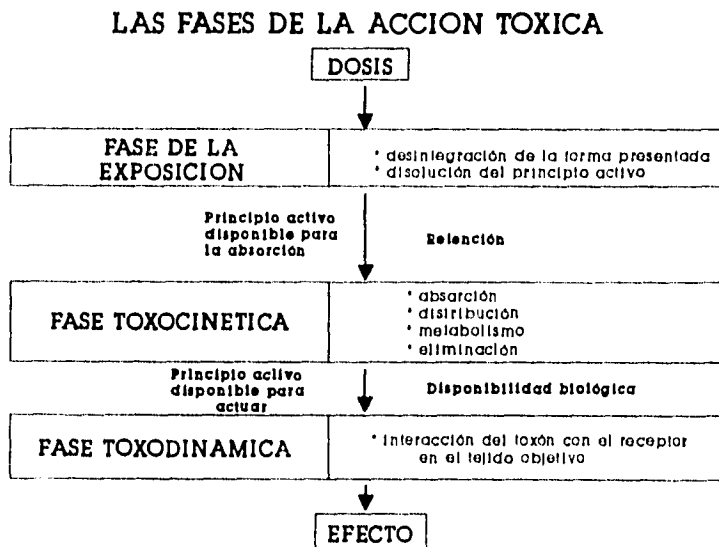 LAS FASES DE LA ACCION TOXICA
DOSIS
FASE DE LA
EXPOSICION
* desintegración de la forma presentada
* disolución del principio activo
Principio activo
disponible para
la absorción
Retención
FASE TOXOCINETICA
* absorción
* distribución
* metabolismo
* eliminación
Principio activo
disponible para
actuar
Disponibilidad biológica
FASE TOXODINAMICA
* interacción del toxón con el receptor
en el tejido objetivo
EFECTO